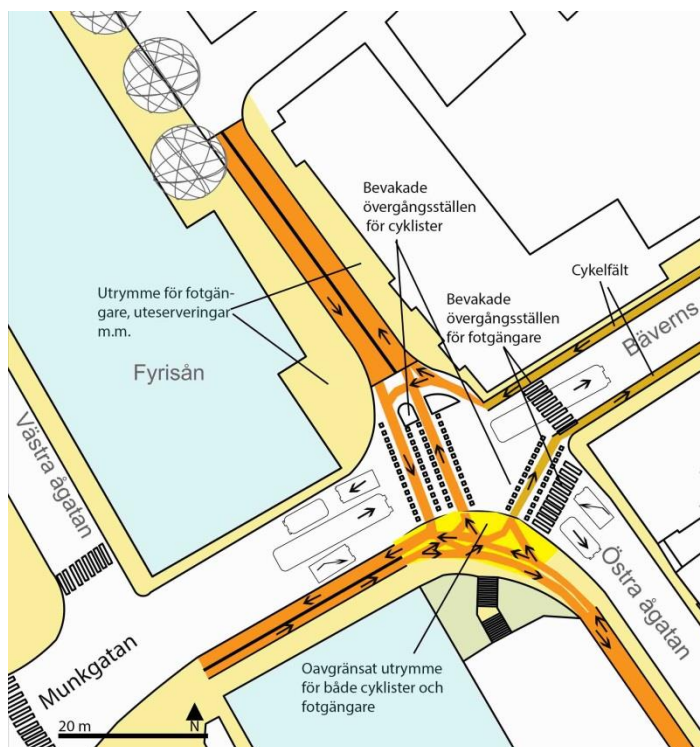 Bevakade
övergångsställen
för cyklister
Cykelfält
Bevakade
övergångsställen
för fotgängare
Bäverns
Utrymme för fotgän-
gare, uteserveringar
m.m.
Fyrisån
Västra ågatan
Östra ågatan
Munkgatan
Oavgränsat utrymme
för både cyklister och
fotgängare
20 m
N